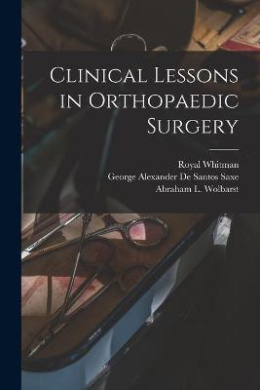 CLINICAL LESSONS
IN ORTHOPAEDIC
SURGERY
Royal Whitman
George Alexander De Santos Saxe
Abraham L. Wolbarst